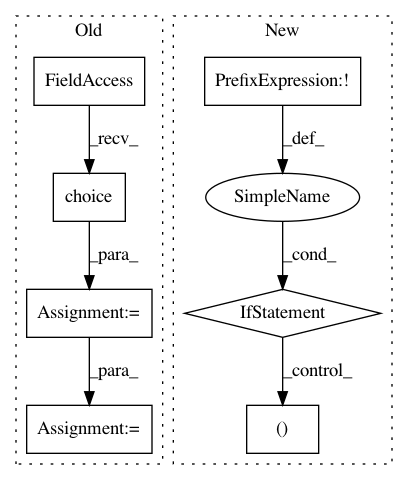 Old
FieldAccess
_recv_
choice
_para_
Assignment:=
_para_
Assignment:=
New
PrefixExpression:!
_def_
SimpleName
_cond_
IfStatement
_control_
()